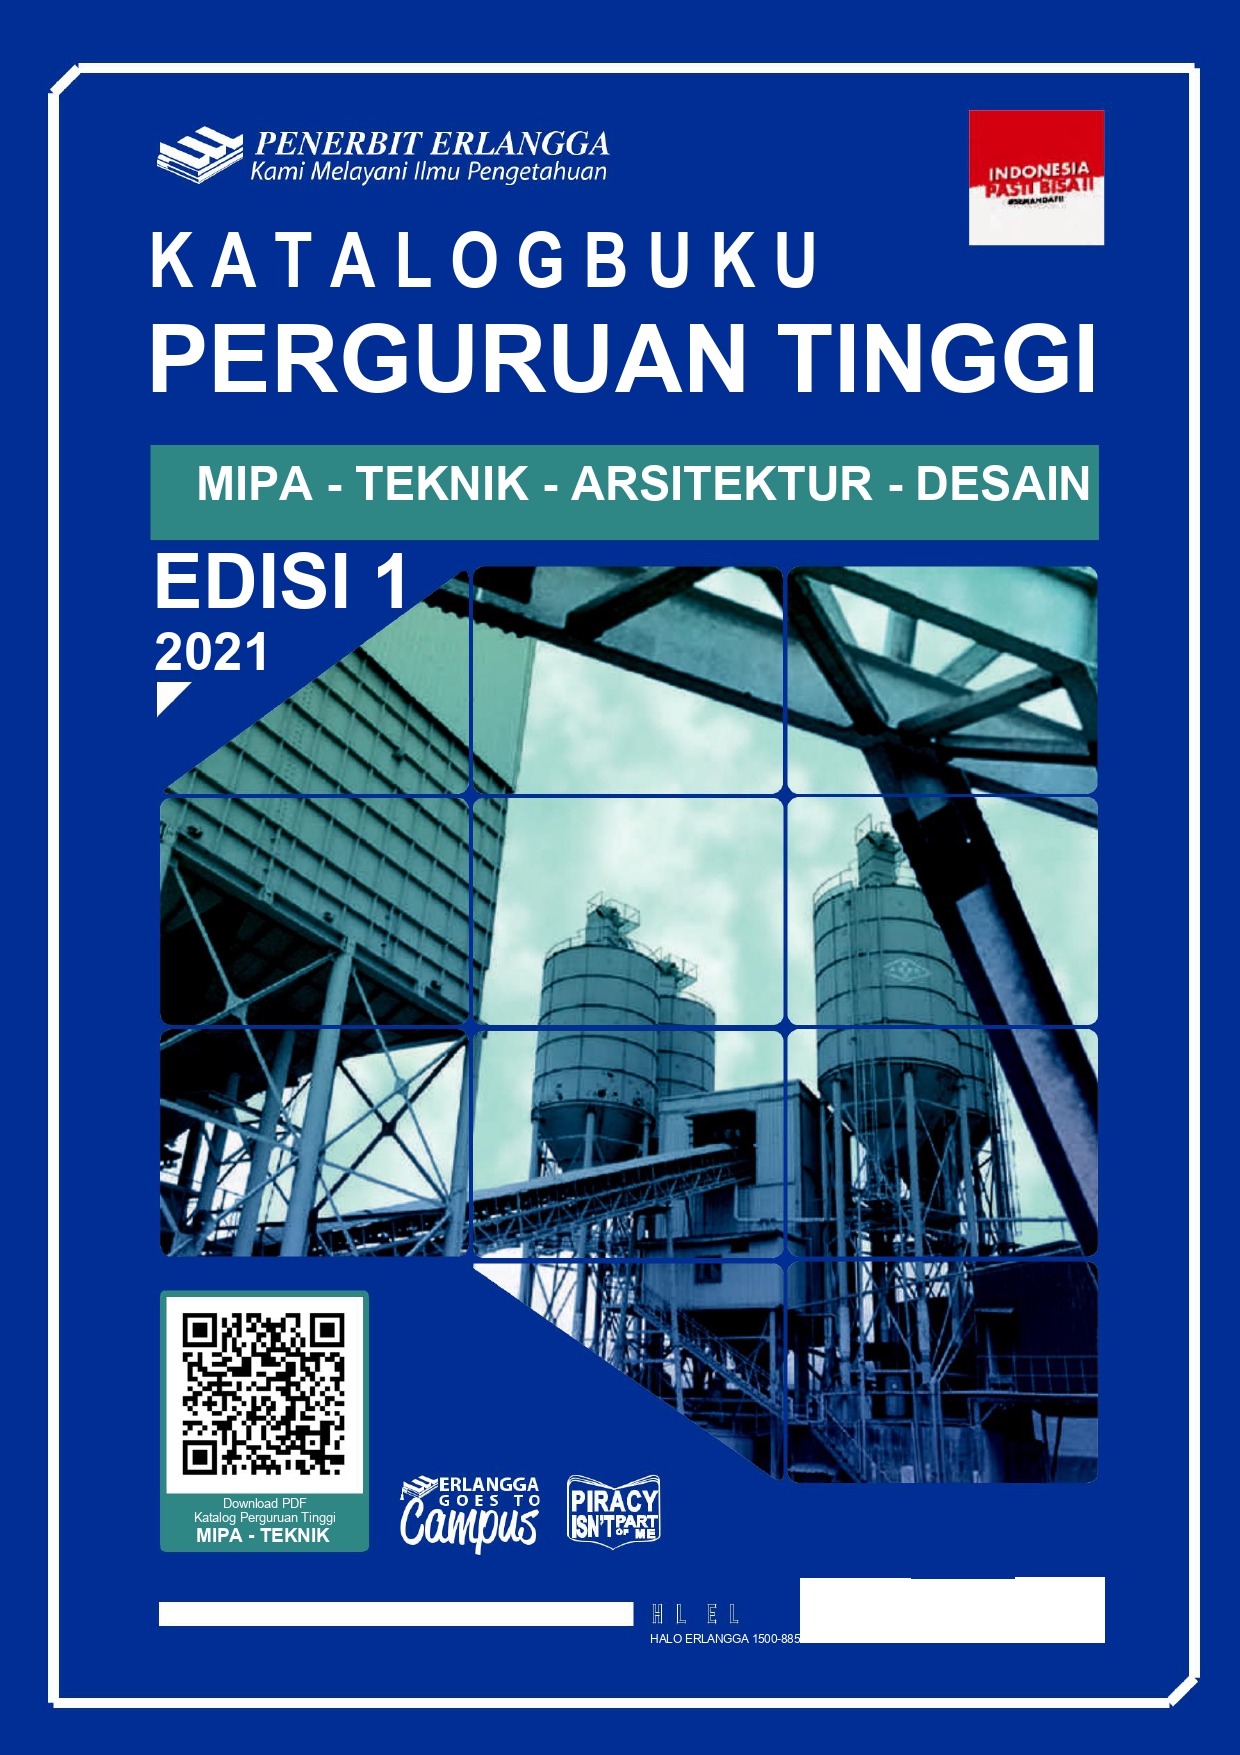 PENERBIT ERLANGGA
Kami Melayani Ilmu Pengetahuan
INDONESIA
PASTI BISA!!
KATALOGBUKU
PERGURUAN TINGGI
MIPA - TEKNIK - ARSITEKTUR - DESAIN
EDISI 1
2021
Download PDF
Katalog Perguruan Tinggi
MIPA - TEKNIK
ERLANGGA
GOES TO
Campus
PIRACY
ISN'T PART
OF ME
H L E L
HALO ERLANGGA 1500-885